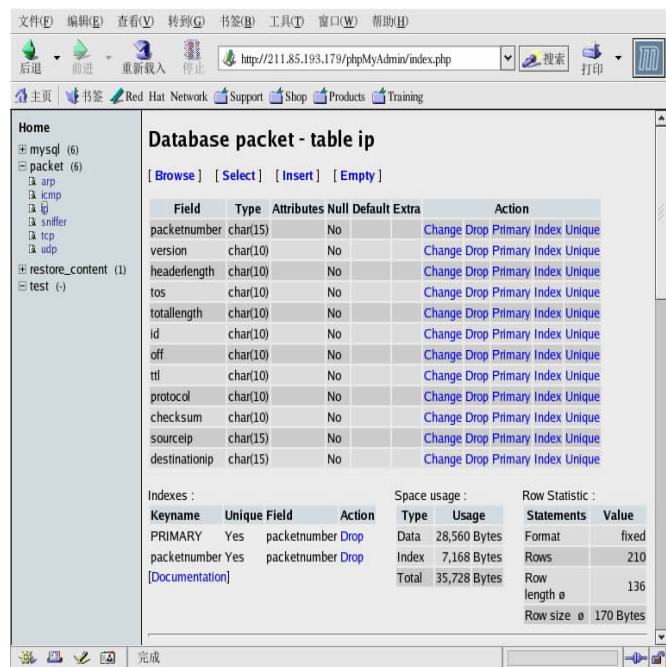 文件(F) 编辑(E) 查看(V) 转到(G) 书签(B) 工具(T) 窗口(W) 帮助(H)
后退 前进 重新载入 停止 http://211.85.193.179/phpMyAdmin/index.php 搜索 打印
主页 书签 Red Hat Network Support Shop Products Training
Home
mysql (6)
packet (6)
arp
icmp
ip
sniffer
tcp
udp
restore_content (1)
test (-)
Database packet - table ip
[ Browse ] [ Select ] [ Insert ] [ Empty ]
Field Type Attributes Null Default Extra Action
packetnumber char(15) No Change Drop Primary Index Unique
version char(10) No Change Drop Primary Index Unique
headerlength char(10) No Change Drop Primary Index Unique
tos char(10) No Change Drop Primary Index Unique
totallength char(10) No Change Drop Primary Index Unique
id char(10) No Change Drop Primary Index Unique
off char(10) No Change Drop Primary Index Unique
ttl char(10) No Change Drop Primary Index Unique
protocol char(10) No Change Drop Primary Index Unique
checksum char(10) No Change Drop Primary Index Unique
sourceip char(15) No Change Drop Primary Index Unique
destinationip char(15) No Change Drop Primary Index Unique
Indexes :
Keyname Unique Field Action
PRIMARY Yes packetnumber Drop
packetnumber Yes packetnumber Drop
[Documentation]
Space usage :
Type Usage
Data 28,560 Bytes
Index 7,168 Bytes
Total 35,728 Bytes
Row Statistic :
Statements Value
Format fixed
Rows 210
Row length ø 136
Row size ø 170 Bytes
完成